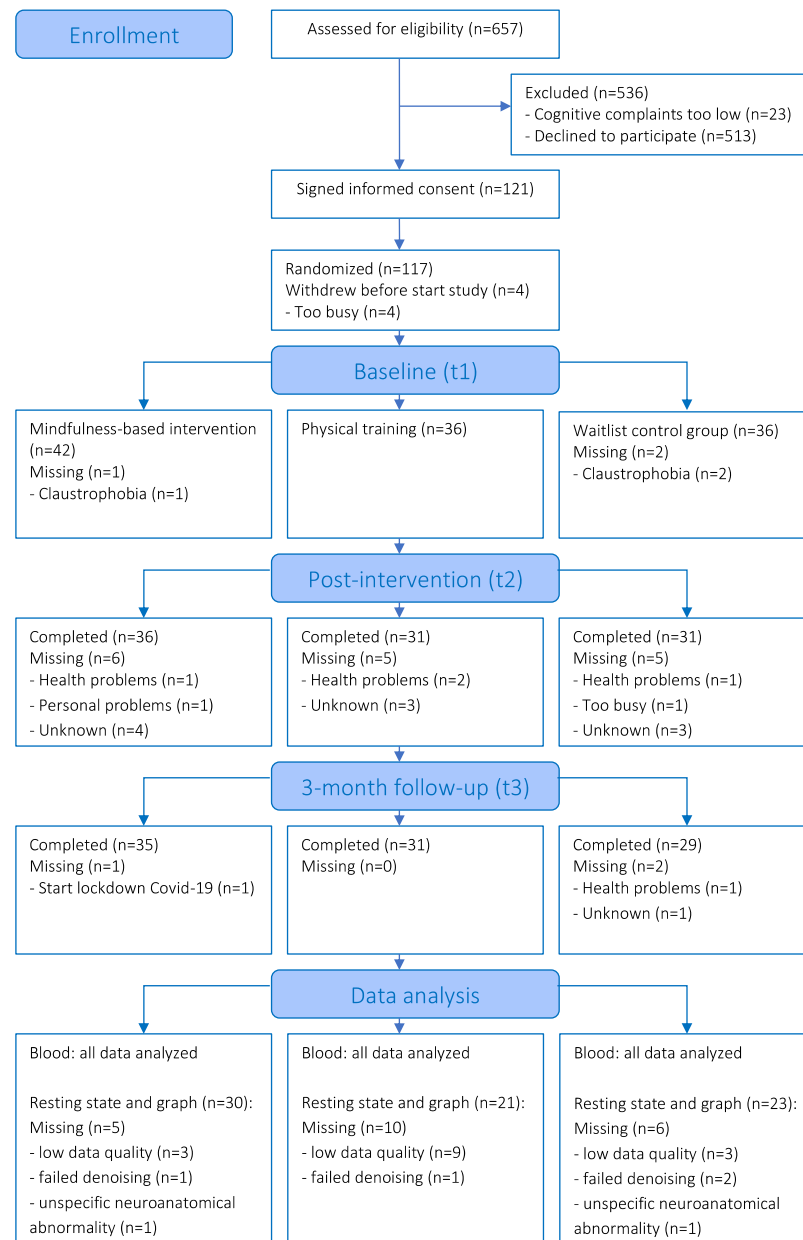 Enrollment
Assessed for eligibility (n=657)
Excluded (n=536)
- Cognitive complaints too low (n=23)
- Declined to participate (n=513)
Signed informed consent (n=121)
Randomized (n=117)
Withdrew before start study (n=4)
- Too busy (n=4)
Baseline (t1)
Mindfulness-based intervention
(n=42)
Missing (n=1)
- Claustrophobia (n=1)
Physical training (n=36)
Waitlist control group (n=36)
Missing (n=2)
- Claustrophobia (n=2)
Post-intervention (t2)
Completed (n=36)
Missing (n=6)
- Health problems (n=1)
- Personal problems (n=1)
- Unknown (n=4)
Completed (n=31)
Missing (n=5)
- Health problems (n=2)
- Unknown (n=3)
Completed (n=31)
Missing (n=5)
- Health problems (n=1)
- Too busy (n=1)
- Unknown (n=3)
3-month follow-up (t3)
Completed (n=35)
Missing (n=1)
- Start lockdown Covid-19 (n=1)
Completed (n=31)
Missing (n=0)
Completed (n=29)
Missing (n=2)
- Health problems (n=1)
- Unknown (n=1)
Data analysis
Blood: all data analyzed
Resting state and graph (n=30):
Missing (n=5)
- low data quality (n=3)
- failed denoising (n=1)
- unspecific neuroanatomical
abnormality (n=1)
Blood: all data analyzed
Resting state and graph (n=21):
Missing (n=10)
- low data quality (n=9)
- failed denoising (n=1)
Blood: all data analyzed
Resting state and graph (n=23):
Missing (n=6)
- low data quality (n=3)
- failed denoising (n=2)
- unspecific neuroanatomical
abnormality (n=1)